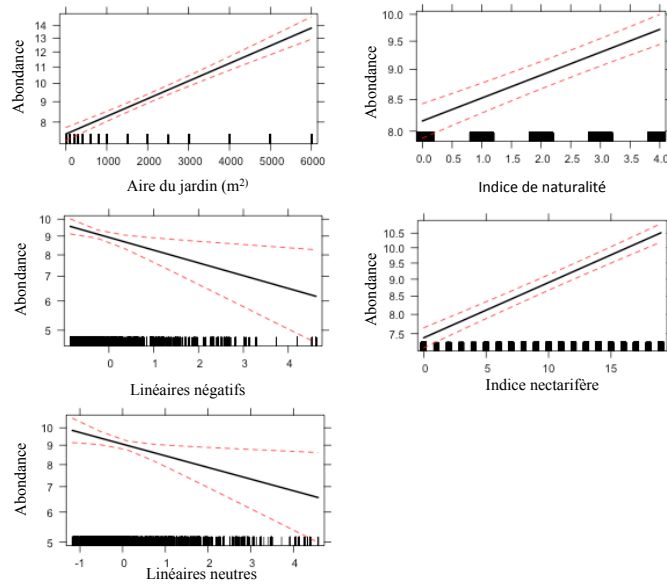 14
13
12
11
10
9
8
Abondance
0 1000 2000 3000 4000 5000 6000
Aire du jardin (m²)
10.0
9.5
9.0
8.5
8.0
Abondance
0.0 0.5 1.0 1.5 2.0 2.5 3.0 3.5 4.0
Indice de naturalité
10
9
8
7
6
5
Abondance
0 1 2 3 4
Linéaires négatifs
10.5
10.0
9.5
9.0
8.5
8.0
7.5
Abondance
0 5 10 15
Indice nectarifère
10
9
8
7
6
5
Abondance
-1 0 1 2 3 4
Linéaires neutres